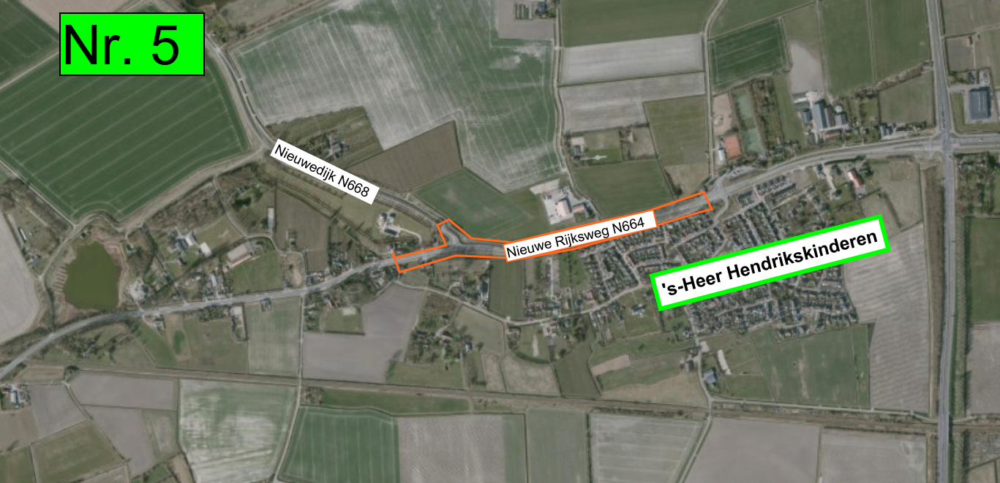 Nr. 5
Nieuwedijk N668
Nieuwe Rijksweg N664
's-Heer Hendrikskinderen